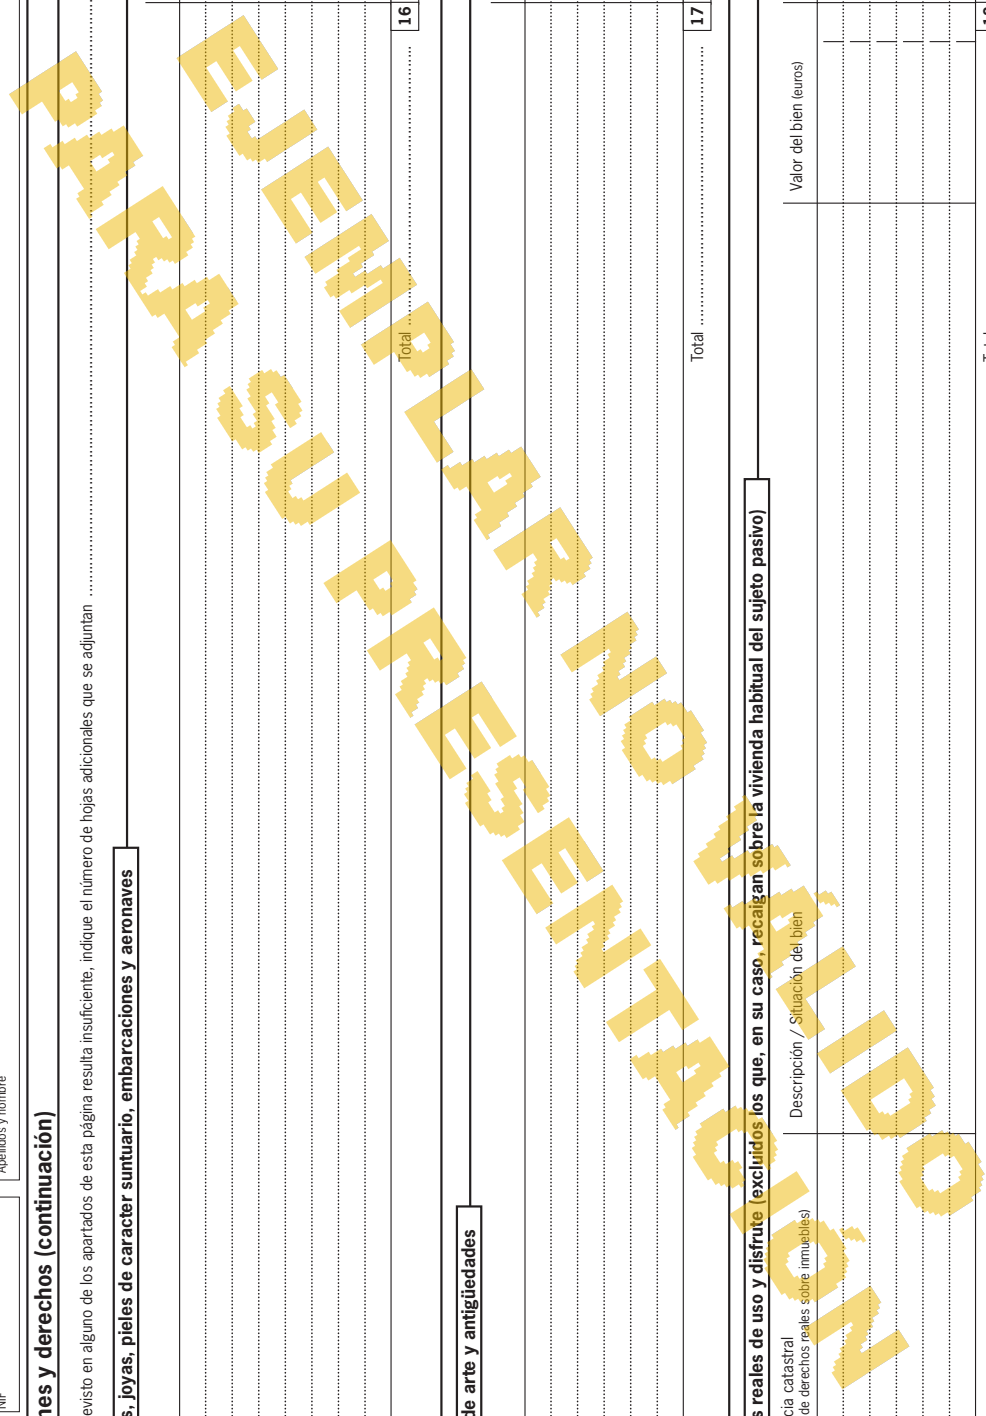 NIF
Apellidos y nombre
nes y derechos (continuación)
evisto en alguno de los apartados de esta página resulta insuficiente, indique el número de hojas adicionales que se adjuntan
s, joyas, pieles de caracter suntuario, embarcaciones y aeronaves
Total
16
de arte y antigüedades
Total
17
s reales de uso y disfrute (excluidos los que, en su caso, recaigan sobre la vivienda habitual del sujeto pasivo)
cia catastral
de derechos reales sobre inmuebles)
Descripción / Situación del bien
Valor del bien (euros)
EJEMPLAR NO VÁLIDO
PARA SU PRESENTACIÓN